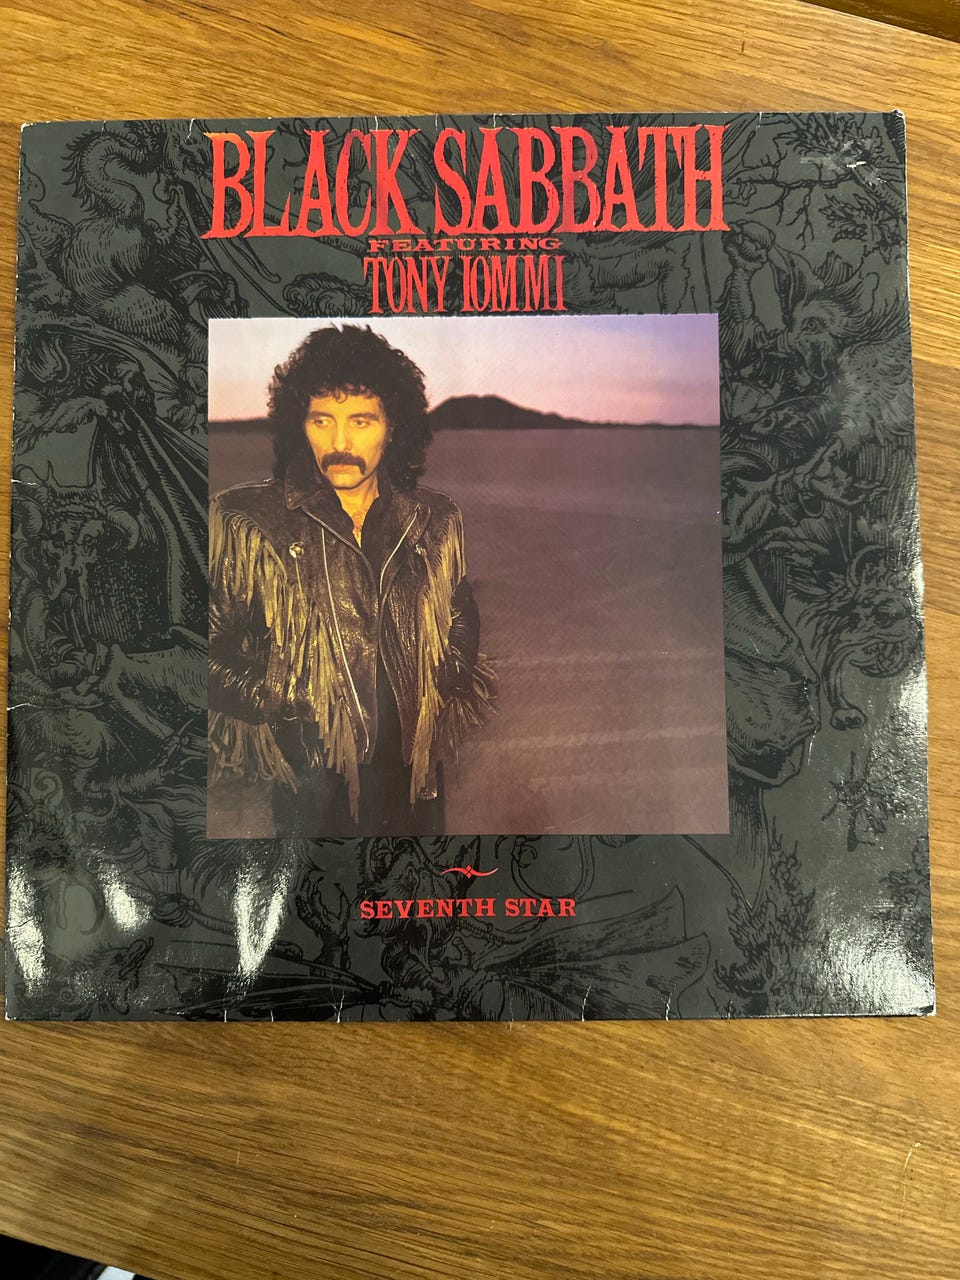 BLACK SABBATH
FEATURING
TONY IOMMI
SEVENTH STAR